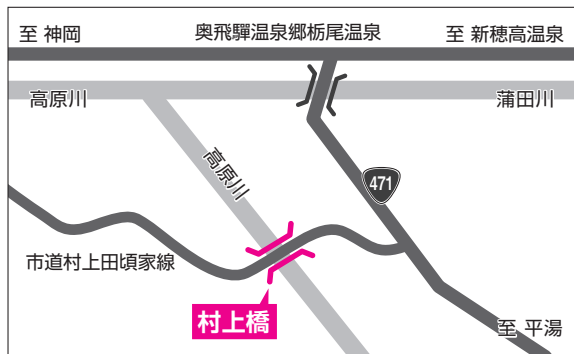 至 神岡
奥飛驒温泉郷栃尾温泉
至 新穂高温泉
高原川
蒲田川
高原川
471
市道村上田頃家線
村上橋
至 平湯